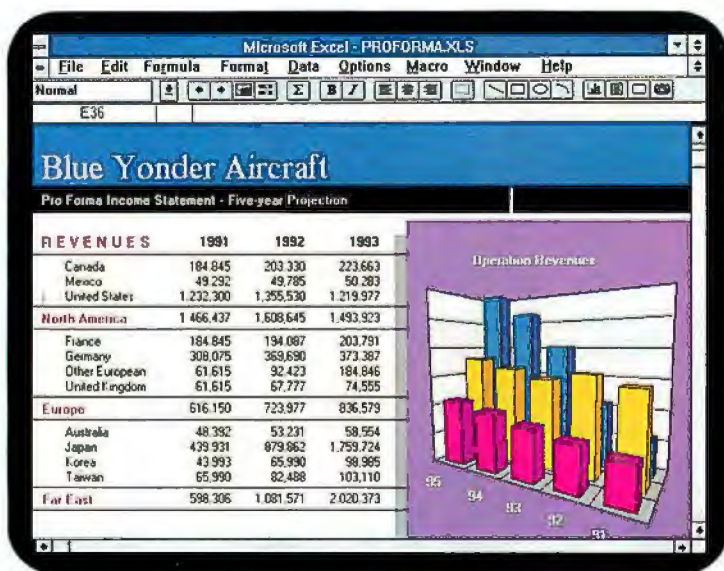 Microsoft Excel - PROFORMA.XLS
File Edit Formula Format Data Options Macro Window Help
Normal Σ B I
E36
Blue Yonder Aircraft
Pro Forma Income Statement - Five-year Projection
REVENUES 1991 1992 1993
Canada 184,845 203,330 223,663
Mexico 49,292 49,785 50,283
United States 1,232,300 1,355,530 1,219,977
North America 1,466,437 1,608,645 1,493,923
France 184,845 194,087 203,791
Germany 308,075 369,690 373,387
Other European 61,615 92,423 184,846
United Kingdom 61,615 67,777 74,555
Europe 616,150 723,977 836,579
Australia 48,392 53,231 58,554
Japan 439,931 879,862 1,759,724
Korea 43,993 65,990 98,985
Taiwan 65,990 82,488 103,110
Far East 598,306 1,081,571 2,020,373
Operation Revenues
95 94 93 92 91